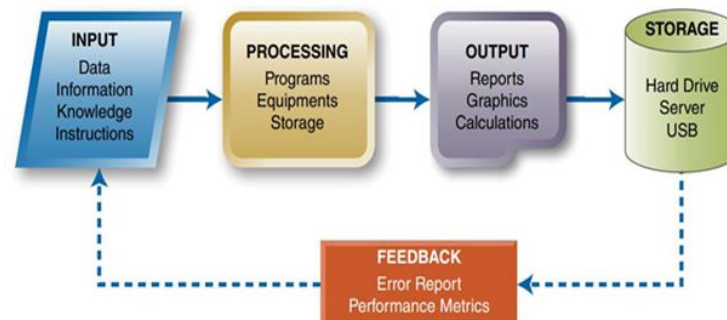 INPUT
Data
Information
Knowledge
Instructions
PROCESSING
Programs
Equipments
Storage
OUTPUT
Reports
Graphics
Calculations
STORAGE
Hard Drive
Server
USB
FEEDBACK
Error Report
Performance Metrics